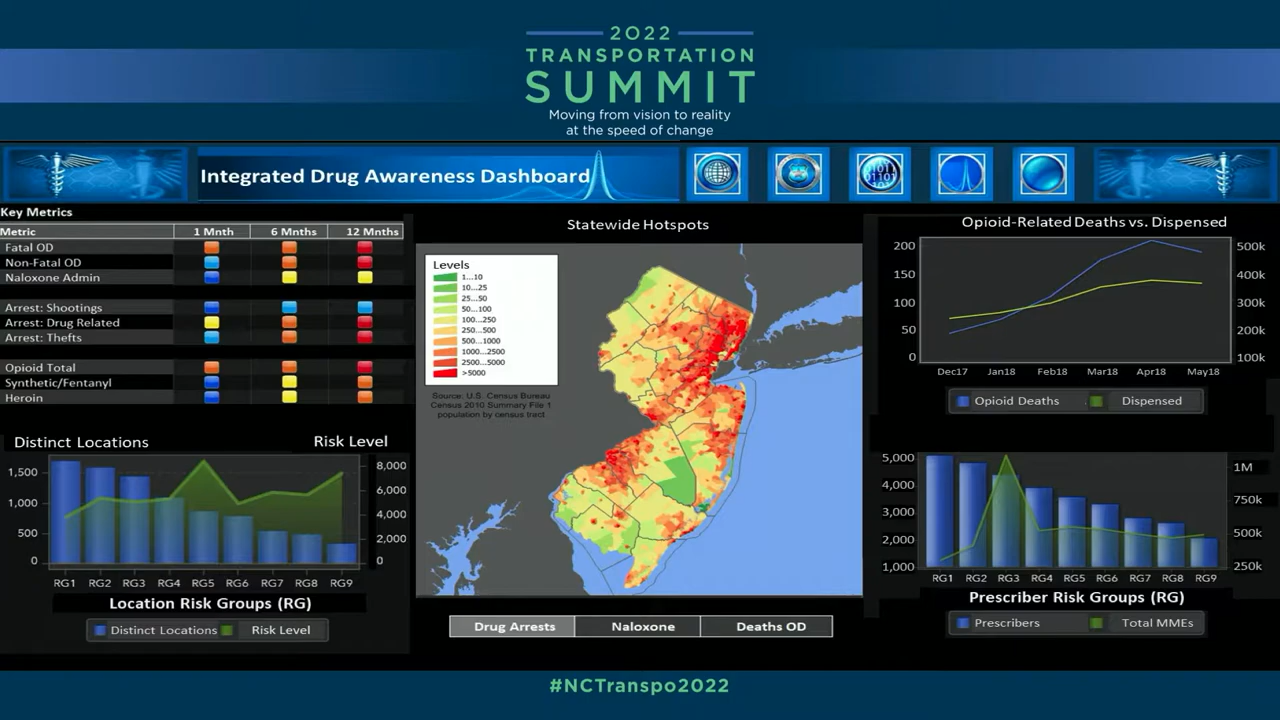 2022
TRANSPORTATION
SUMMIT
Moving from vision to reality
at the speed of change
Integrated Drug Awareness Dashboard
Key Metrics
Metric 1 Mnth 6 Mnths 12 Mnths
Fatal OD
Non-Fatal OD
Naloxone Admin
Arrest: Shootings
Arrest: Drug Related
Arrest: Thefts
Opioid Total
Synthetic/Fentanyl
Heroin
Distinct Locations Risk Level
1,500
1,000
500
0
8,000
6,000
4,000
2,000
0
RG1 RG2 RG3 RG4 RG5 RG6 RG7 RG8 RG9
Location Risk Groups (RG)
Distinct Locations Risk Level
Statewide Hotspots
Levels
1...10
10...25
25...50
50...100
100...250
250...500
500...1000
1000...2500
2500...5000
>5000
Source: U.S. Census Bureau
Census 2010 Summary File 1
population by census tract
Drug Arrests Naloxone Deaths OD
Opioid-Related Deaths vs. Dispensed
200
150
100
50
0
500k
400k
300k
200k
100k
Dec17 Jan18 Feb18 Mar18 Apr18 May18
Opioid Deaths Dispensed
5,000
4,000
3,000
2,000
1,000
1M
750k
500k
250k
RG1 RG2 RG3 RG4 RG5 RG6 RG7 RG8 RG9
Prescriber Risk Groups (RG)
Prescribers Total MMEs
#NCTranspo2022